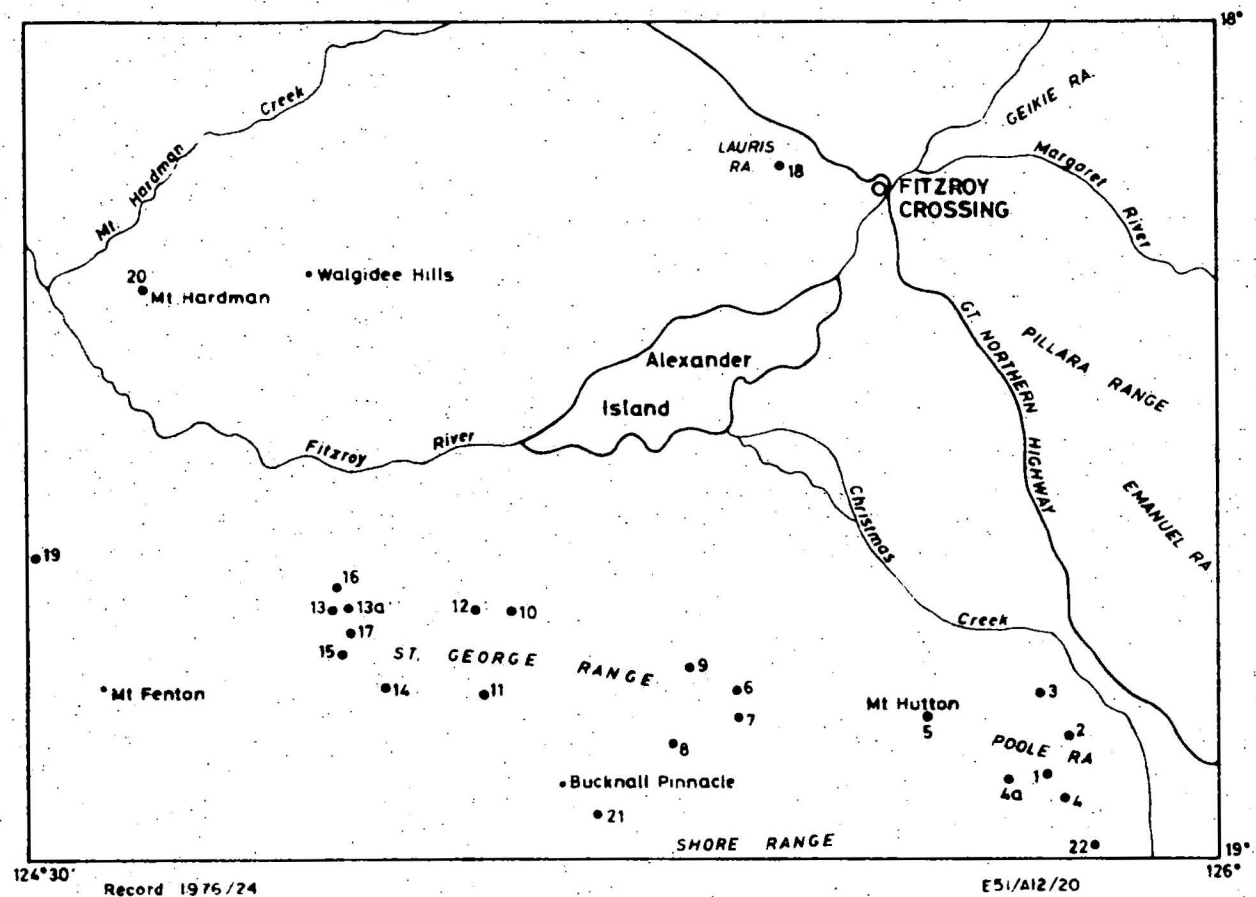 18°
Mt. Hardman Creek
GEIKIE RA.
LAURIS
RA.
18
Margaret River
FITZROY
CROSSING
20
Mt Hardman
Walgidee Hills
GT. NORTHERN HIGHWAY
PILLARA RANGE
Alexander
Island
Fitzroy River
EMANUEL RA.
Christmas Creek
19
16
13
13a
12
10
17
15
ST. GEORGE RANGE
9
Mt Fenton
14
11
6
7
Mt Hutton
5
3
2
8
POOLE RA
1
4a
4
Bucknall Pinnacle
21
SHORE RANGE
22
19°
124°30'
126°
Record 1976/24
E51/A12/20